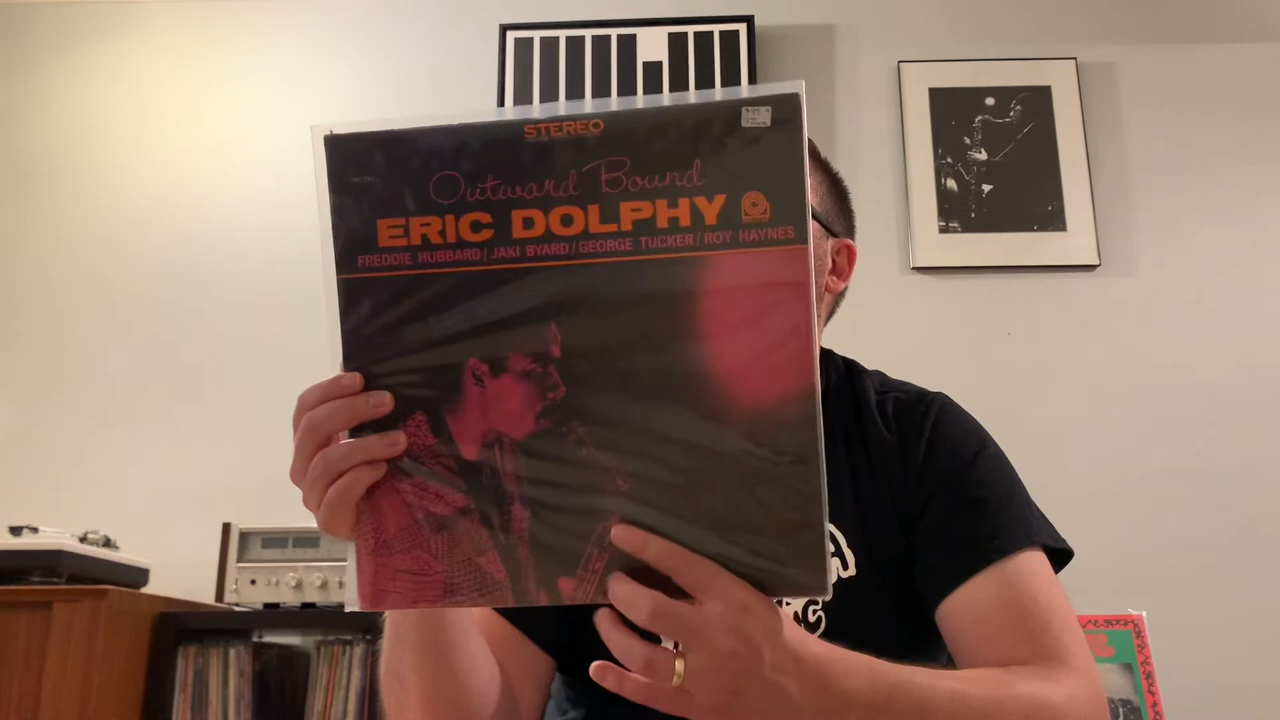 STEREO
Outward Bound
ERIC DOLPHY
FREDDIE HUBBARD / JAKI BYARD / GEORGE TUCKER / ROY HAYNES